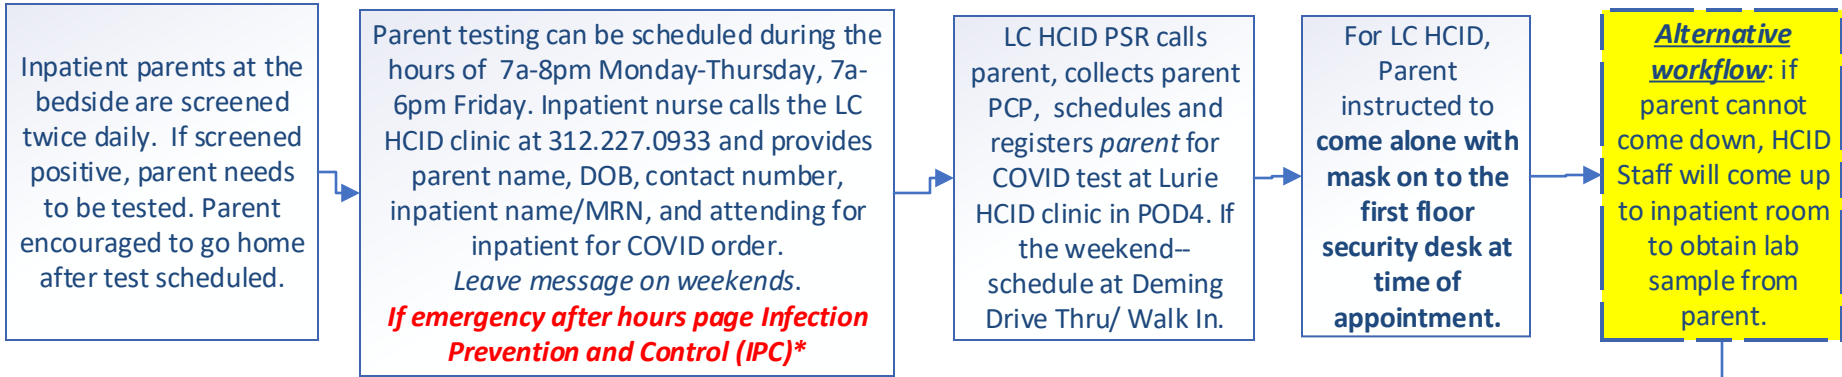 Inpatient parents at the
bedside are screened
twice daily.  If screened
positive, parent needs
to be tested. Parent
encouraged to go home
after test scheduled.
Parent testing can be scheduled during the
hours of  7a-8pm Monday-Thursday, 7a-
6pm Friday. Inpatient nurse calls the LC
HCID clinic at 312.227.0933 and provides
parent name, DOB, contact number,
inpatient name/MRN, and attending for
inpatient for COVID order.
Leave message on weekends.
If emergency after hours page Infection
Prevention and Control (IPC)*
LC HCID PSR calls
parent, collects parent
PCP,  schedules and
registers parent for
COVID test at Lurie
HCID clinic in POD4. If
the weekend--
schedule at Deming
Drive Thru/ Walk In.
For LC HCID,
Parent
instructed to
come alone with
mask on to the
first floor
security desk at
time of
appointment.
Alternative
workflow: if
parent cannot
come down, HCID
Staff will come up
to inpatient room
to obtain lab
sample from
parent.